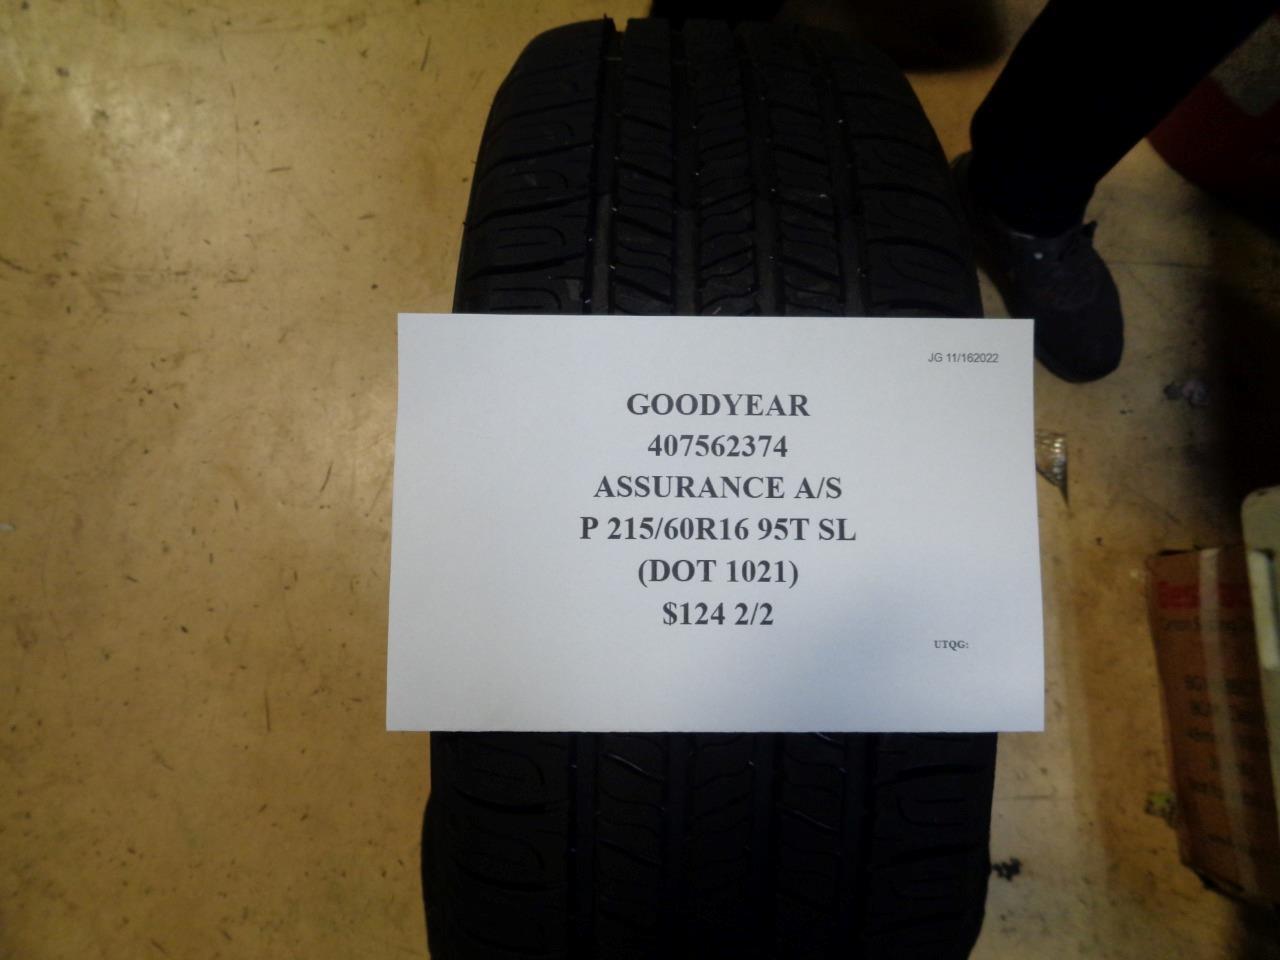 JG 11/162022
GOODYEAR
407562374
ASSURANCE A/S
P 215/60R16 95T SL
(DOT 1021)
$124 2/2
UTQG: